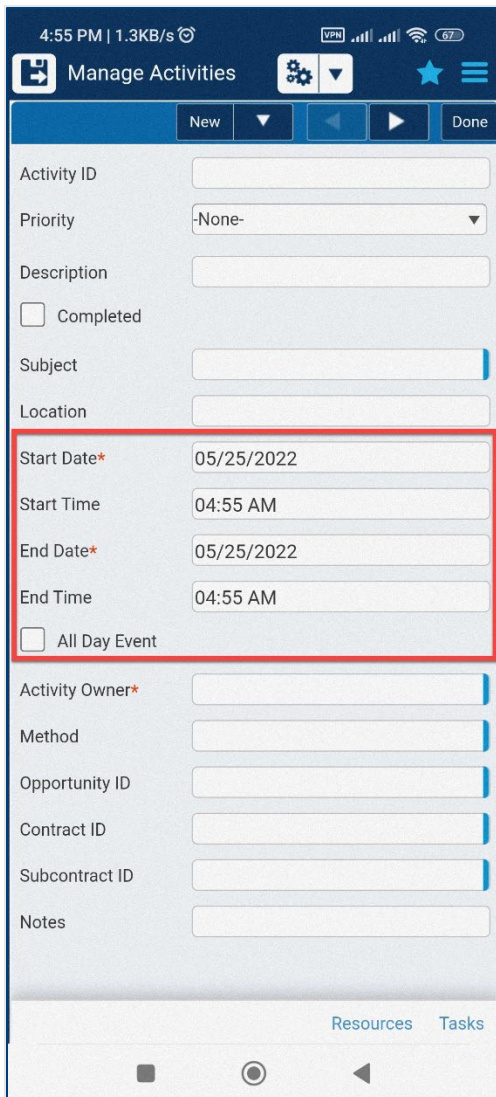 4:55 PM | 1.3KB/s VPN 67
Manage Activities
New Done
Activity ID
Priority -None-
Description
Completed
Subject
Location
Start Date* 05/25/2022
Start Time 04:55 AM
End Date* 05/25/2022
End Time 04:55 AM
All Day Event
Activity Owner*
Method
Opportunity ID
Contract ID
Subcontract ID
Notes
Resources Tasks